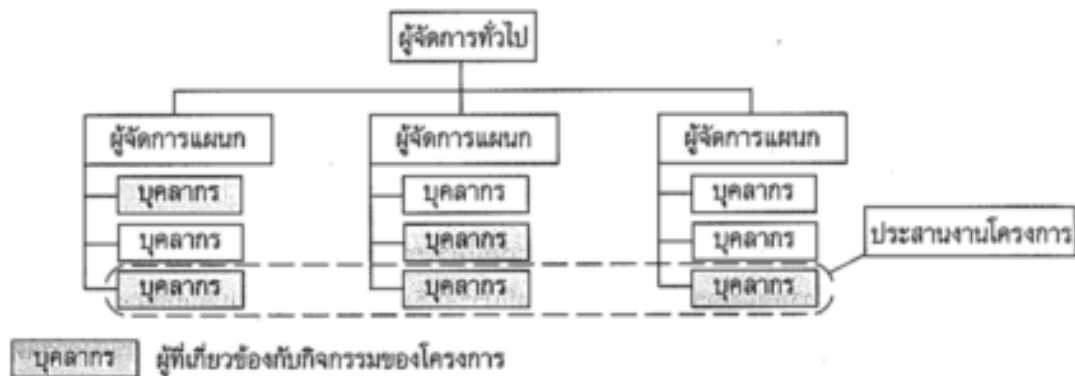 ผู้จัดการทั่วไป
ผู้จัดการแผนก ผู้จัดการแผนก ผู้จัดการแผนก
บุคลากร บุคลากร บุคลากร
บุคลากร บุคลากร บุคลากร
ประสานงานโครงการ
บุคลากร บุคลากร บุคลากร
บุคลากร ผู้ที่เกี่ยวข้องกับกิจกรรมของโครงการ